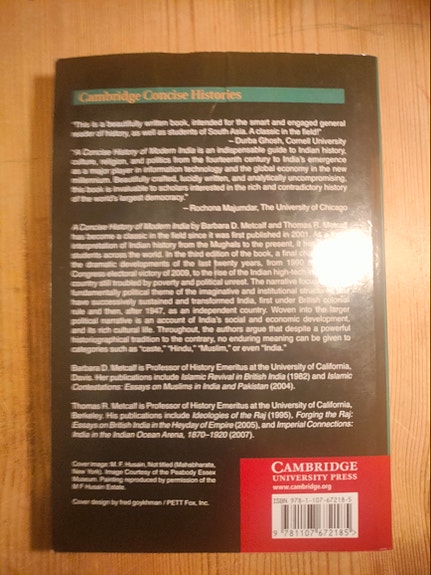 Cambridge Concise Histories
"This is a beautifully written book, intended for the smart and engaged general
reader of history, as well as students of South Asia. A classic in the field!"
– Durba Ghosh, Cornell University
"A Concise History of Modern India is an indispensable guide to Indian history,
culture, religion, and politics from the fourteenth century to India's emergence
as a major player in information technology and the global economy in the new
millennium. Beautifully crafted, lucidly written, and analytically uncompromising,
this book is invaluable to scholars interested in the rich and contradictory history
of the world's largest democracy."
– Rochona Majumdar, The University of Chicago
A Concise History of Modern India by Barbara D. Metcalf and Thomas R. Metcalf
has become a classic in the field since it was first published in 2001. As a
interpretation of Indian history from the Mughals to the present, it has
students across the world. In the third edition of the book, a final chapter
the dramatic developments of the last twenty years, from 1990
Congress electoral victory of 2009, to the rise of the Indian high-tech
country still troubled by poverty and political unrest. The narrative focuses
fundamentally political theme of the imaginative and institutional structures
have successively sustained and transformed India, first under British colonial
rule and then, after 1947, as an independent country. Woven into the larger
political narrative is an account of India's social and economic development,
and its rich cultural life. Throughout, the authors argue that despite a powerful
historiographical tradition to the contrary, no enduring meaning can be given to
categories such as "caste," "Hindu," "Muslim," or even "India."
Barbara D. Metcalf is Professor of History Emeritus at the University of California,
Davis. Her publications include Islamic Revival in British India (1982) and Islamic
Contestations: Essays on Muslims in India and Pakistan (2004).
Thomas R. Metcalf is Professor of History Emeritus at the University of California,
Berkeley. His publications include Ideologies of the Raj (1995), Forging the Raj:
Essays on British India in the Heyday of Empire (2005), and Imperial Connections:
India in the Indian Ocean Arena, 1870–1920 (2007).
Cover image: M. F. Husain, Not titled (Mahabharata,
New York). Image Courtesy of the Peabody Essex
Museum. Painting reproduced by permission of the
M F Husain Estate.
Cover design by fred goykhman / PETT Fox, Inc.
CAMBRIDGE
UNIVERSITY PRESS
www.cambridge.org
ISBN 978-1-107-67218-5
9 781107 672185 >